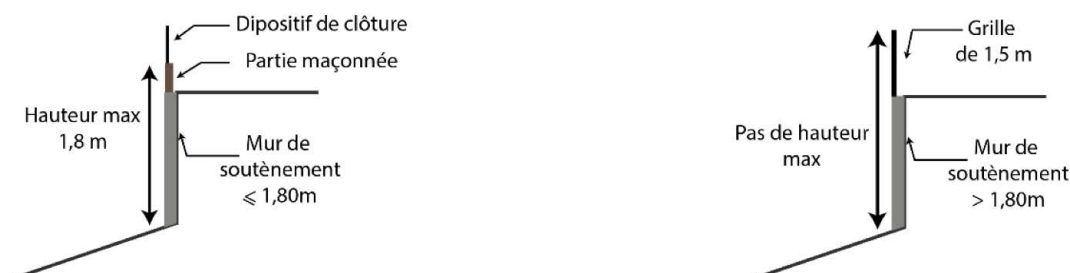 Dipositif de clôture
Partie maçonnée
Hauteur max
1,8 m
Mur de
soutènement
⩽ 1,80m
Grille
de 1,5 m
Pas de hauteur
max
Mur de
soutènement
> 1,80m